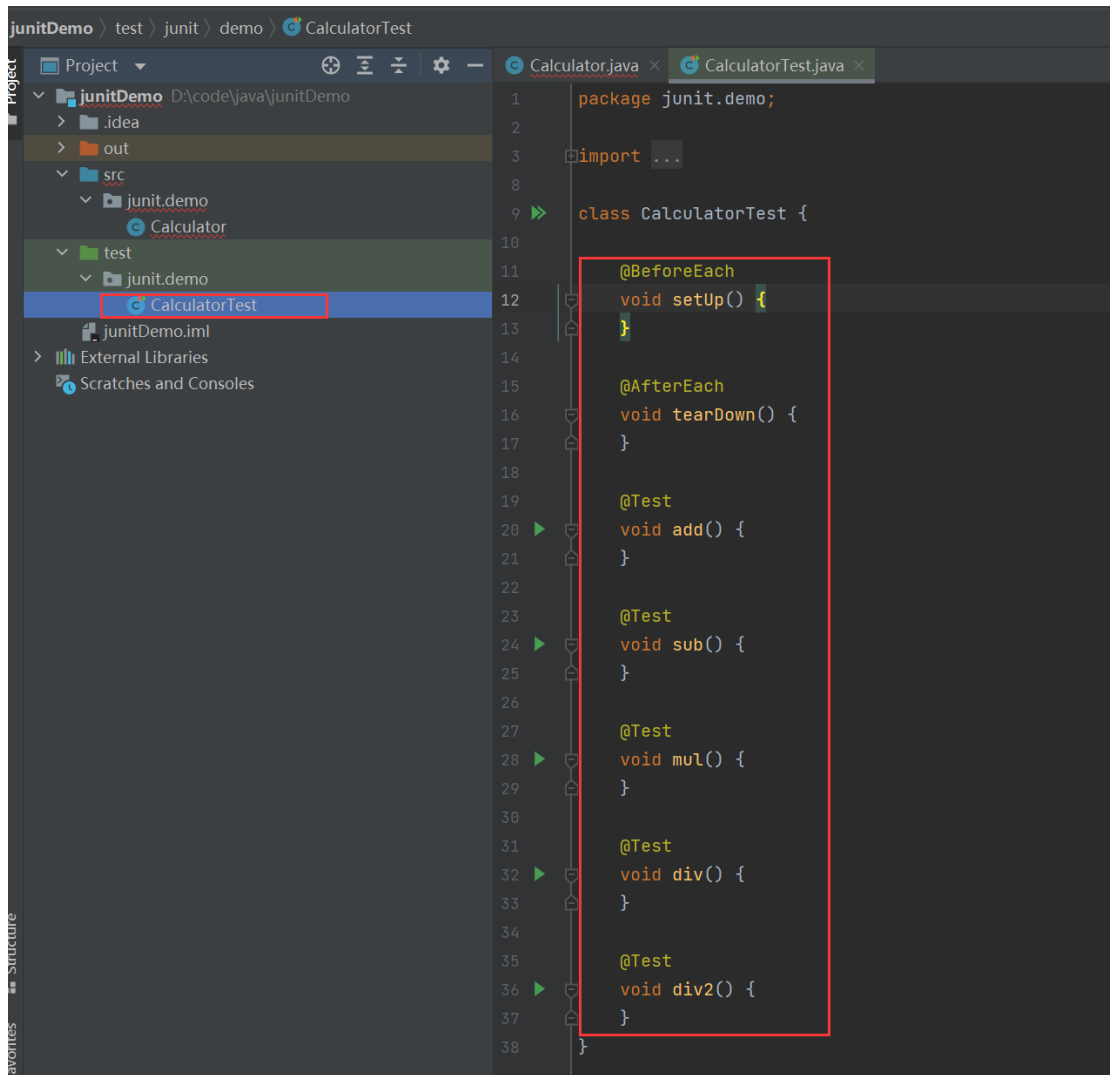 junitDemo 〉 test 〉 junit 〉 demo 〉 CalculatorTest
Project
Project
junitDemo D:\code\java\junitDemo
.idea
out
src
junit.demo
Calculator
test
junit.demo
CalculatorTest
junitDemo.iml
External Libraries
Scratches and Consoles
Structure
Calculator.java CalculatorTest.java
1 package junit.demo;
2
3 import ...
8
9 class CalculatorTest {
10
11 @BeforeEach
12 void setUp() {
13 }
14
15 @AfterEach
16 void tearDown() {
17 }
18
19 @Test
20 void add() {
21 }
22
23 @Test
24 void sub() {
25 }
26
27 @Test
28 void mul() {
29 }
30
31 @Test
32 void div() {
33 }
34
35 @Test
36 void div2() {
37 }
38 }